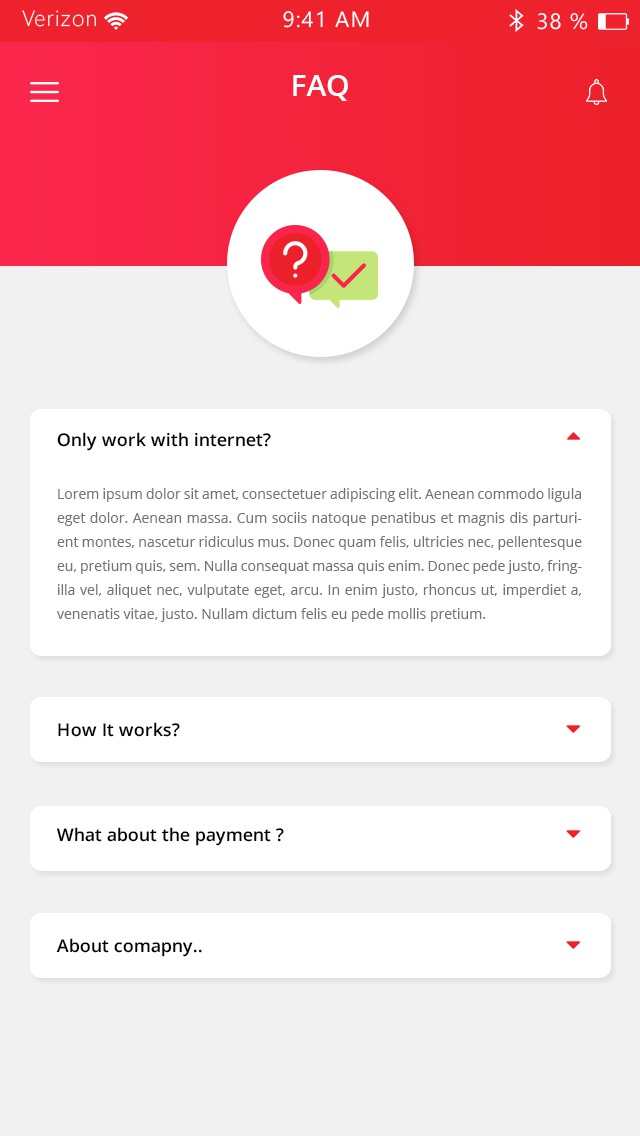 Verizon 9:41 AM 38 %
FAQ
?
Only work with internet?
Lorem ipsum dolor sit amet, consectetuer adipiscing elit. Aenean commodo ligula
eget dolor. Aenean massa. Cum sociis natoque penatibus et magnis dis parturi-
ent montes, nascetur ridiculus mus. Donec quam felis, ultricies nec, pellentesque
eu, pretium quis, sem. Nulla consequat massa quis enim. Donec pede justo, fring-
illa vel, aliquet nec, vulputate eget, arcu. In enim justo, rhoncus ut, imperdiet a,
venenatis vitae, justo. Nullam dictum felis eu pede mollis pretium.
How It works?
What about the payment ?
About comapny..